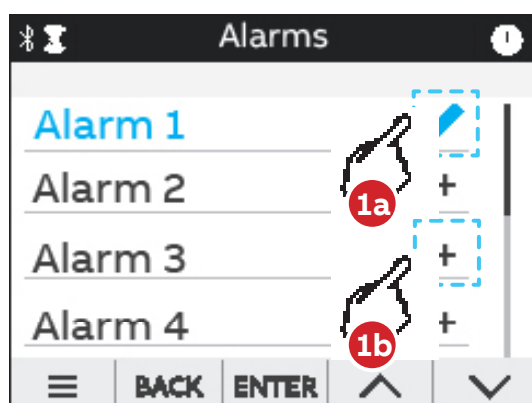 Alarms
Alarm 1
1a
Alarm 2 +
Alarm 3 +
1b
Alarm 4 +
BACK ENTER